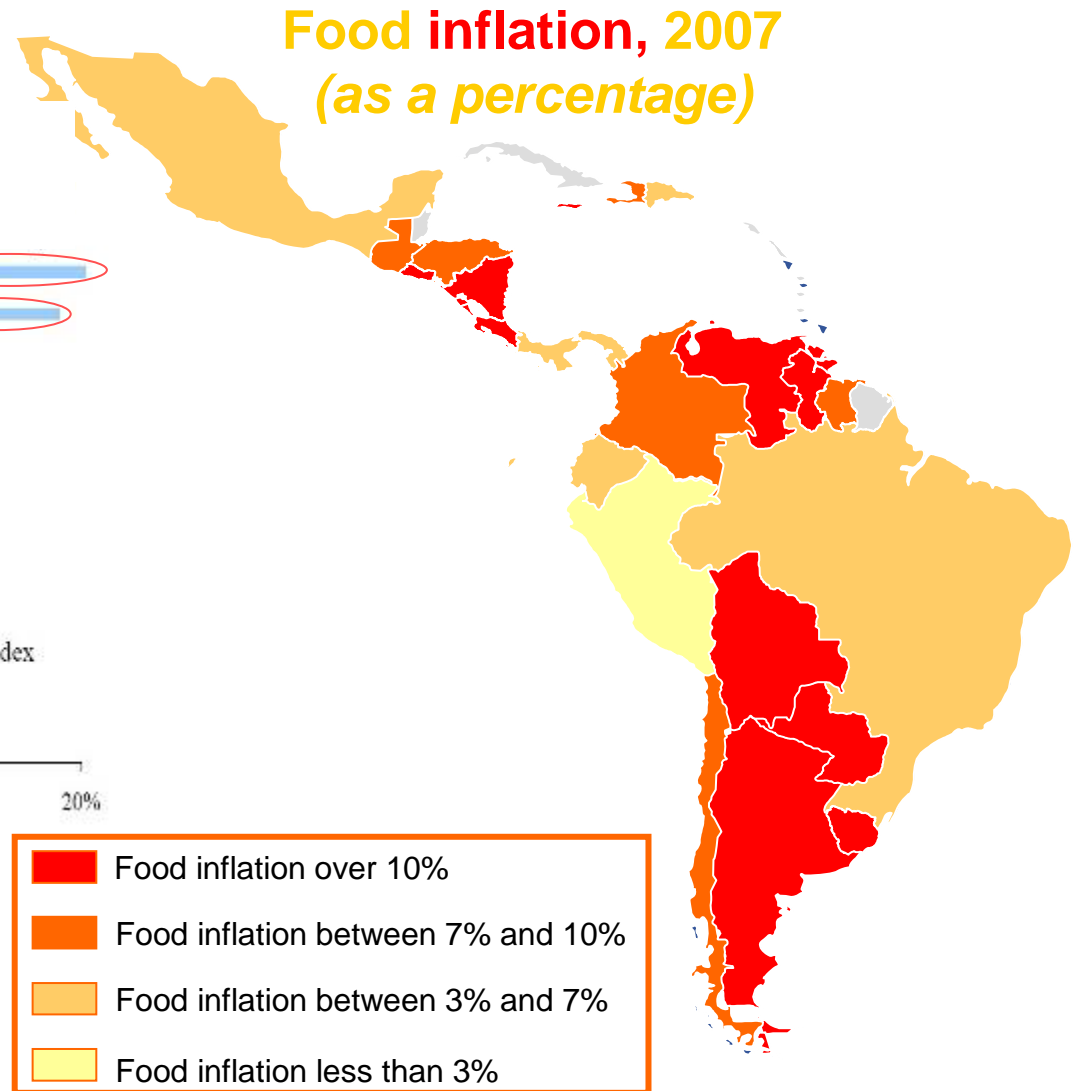 Food inflation, 2007
(as a percentage)
dex
20%
Food inflation over 10%
Food inflation between 7% and 10%
Food inflation between 3% and 7%
Food inflation less than 3%